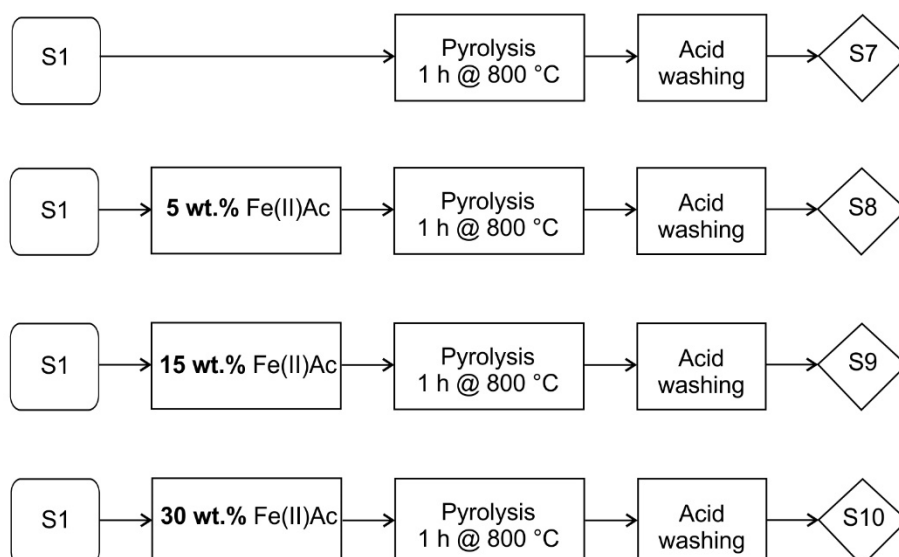 S1
Pyrolysis
1 h @ 800 °C
Acid
washing
S7
S1
5 wt.% Fe(II)Ac
Pyrolysis
1 h @ 800 °C
Acid
washing
S8
S1
15 wt.% Fe(II)Ac
Pyrolysis
1 h @ 800 °C
Acid
washing
S9
S1
30 wt.% Fe(II)Ac
Pyrolysis
1 h @ 800 °C
Acid
washing
S10